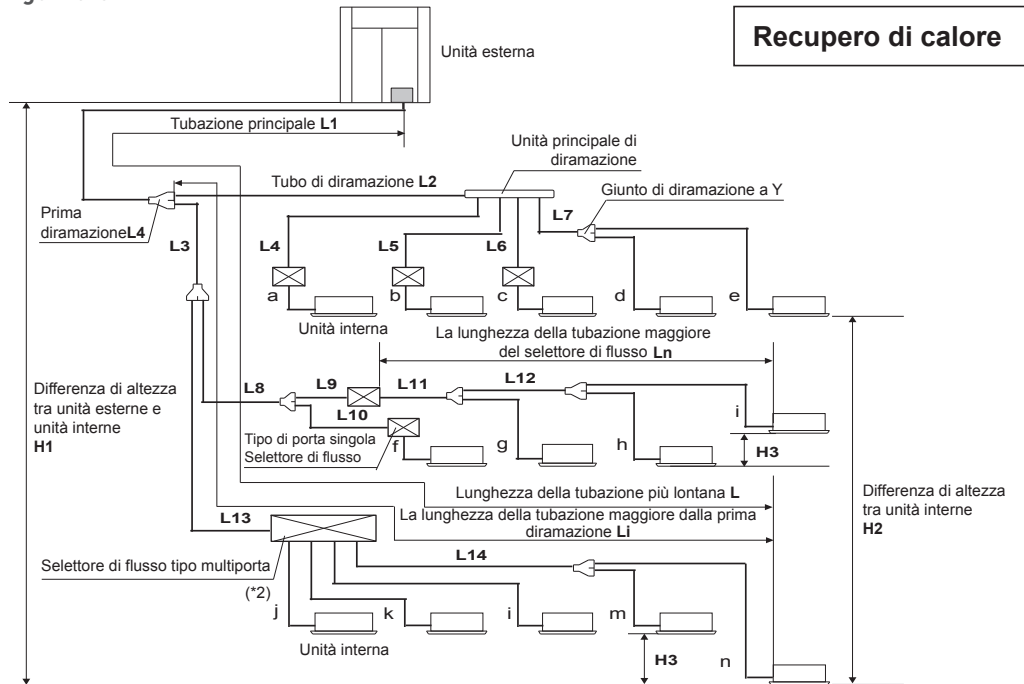 Recupero di calore
Unità esterna
Tubazione principale L1
Unità principale di
diramazione
Tubo di diramazione L2
Giunto di diramazione a Y
Prima
diramazioneL4
L3
L4
L5
L6
L7
a
b
c
d
e
Unità interna
La lunghezza della tubazione maggiore
del selettore di flusso Ln
Differenza di altezza
tra unità esterne e
unità interne
H1
L8
L9
L10
L11
L12
Tipo di porta singola
Selettore di flusso
f
g
h
i
H3
Lunghezza della tubazione più lontana L
La lunghezza della tubazione maggiore dalla prima
diramazione Li
Differenza di altezza
tra unità interne
H2
L13
L14
Selettore di flusso tipo multiporta
(*2)
j
k
i
m
n
Unità interna
H3